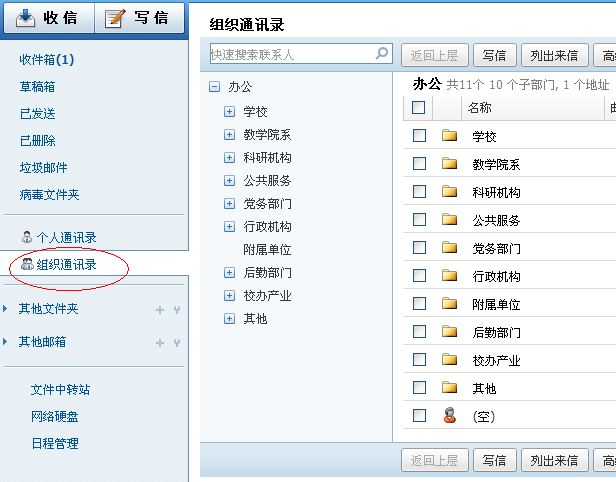 收信 写信
收件箱(1)
草稿箱
已发送
已删除
垃圾邮件
病毒文件夹
个人通讯录
组织通讯录
其他文件夹
其他邮箱
文件中转站
网络硬盘
日程管理
组织通讯录
快速搜索联系人
办公
学校
教学院系
科研机构
公共服务
党务部门
行政机构
附属单位
后勤部门
校办产业
其他
返回上层 写信 列出来信
办公 共11个 10 个子部门, 1 个地址
名称
学校
教学院系
科研机构
公共服务
党务部门
行政机构
附属单位
后勤部门
校办产业
其他
(空)
返回上层 写信 列出来信